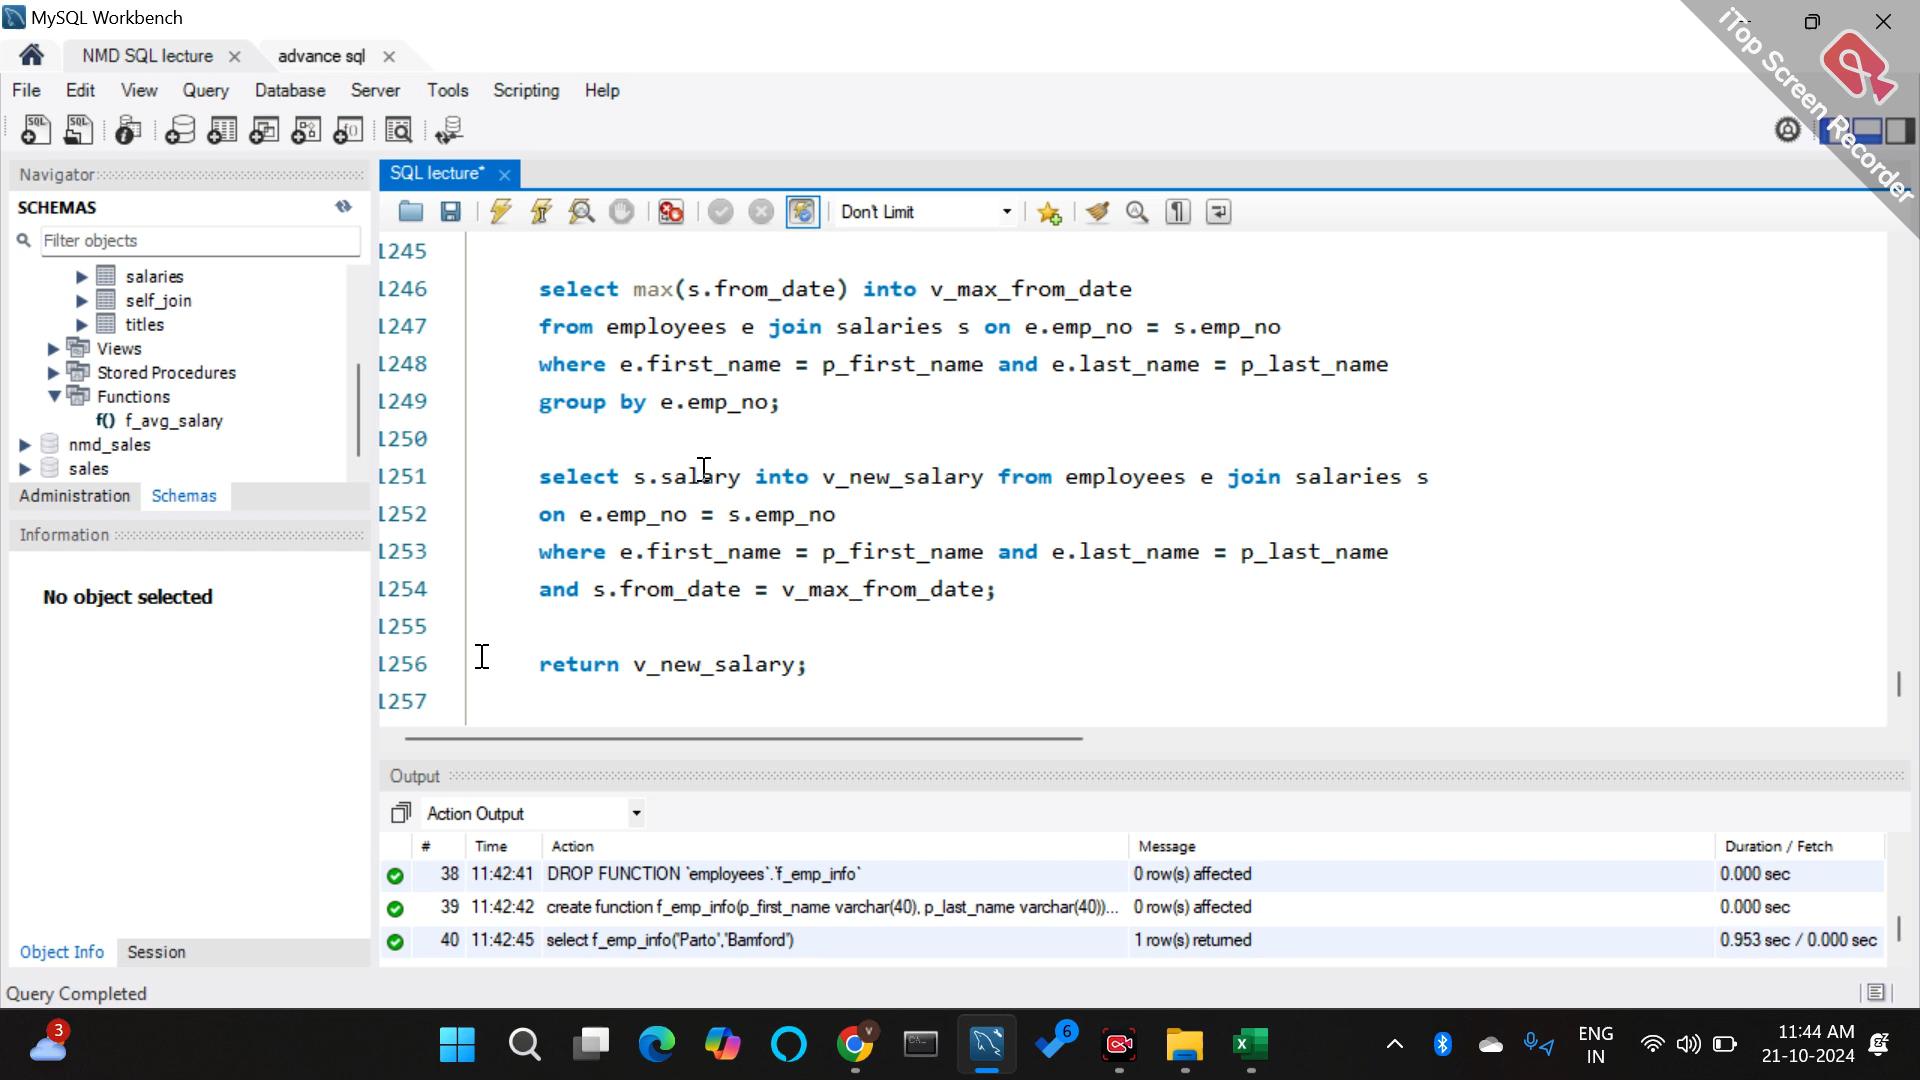 MySQL Workbench
iTop Screen Recorder
NMD SQL lecture
advance sql
File Edit View Query Database Server Tools Scripting Help
Navigator
SCHEMAS
Filter objects
salaries
self_join
titles
Views
Stored Procedures
Functions
f() f_avg_salary
nmd_sales
sales
Administration Schemas
Information
No object selected
Object Info Session
Query Completed
SQL lecture*
Don't Limit
1245
1246 select max(s.from_date) into v_max_from_date
1247 from employees e join salaries s on e.emp_no = s.emp_no
1248 where e.first_name = p_first_name and e.last_name = p_last_name
1249 group by e.emp_no;
1250
1251 select s.salary into v_new_salary from employees e join salaries s
1252 on e.emp_no = s.emp_no
1253 where e.first_name = p_first_name and e.last_name = p_last_name
1254 and s.from_date = v_max_from_date;
1255
1256 return v_new_salary;
1257
Output
Action Output
# Time Action Message Duration / Fetch
38 11:42:41 DROP FUNCTION `employees`.`f_emp_info` 0 row(s) affected 0.000 sec
39 11:42:42 create function f_emp_info(p_first_name varchar(40), p_last_name varchar(40))... 0 row(s) affected 0.000 sec
40 11:42:45 select f_emp_info('Parto','Bamford') 1 row(s) returned 0.953 sec / 0.000 sec
3
V
6
ENG
IN
11:44 AM
21-10-2024